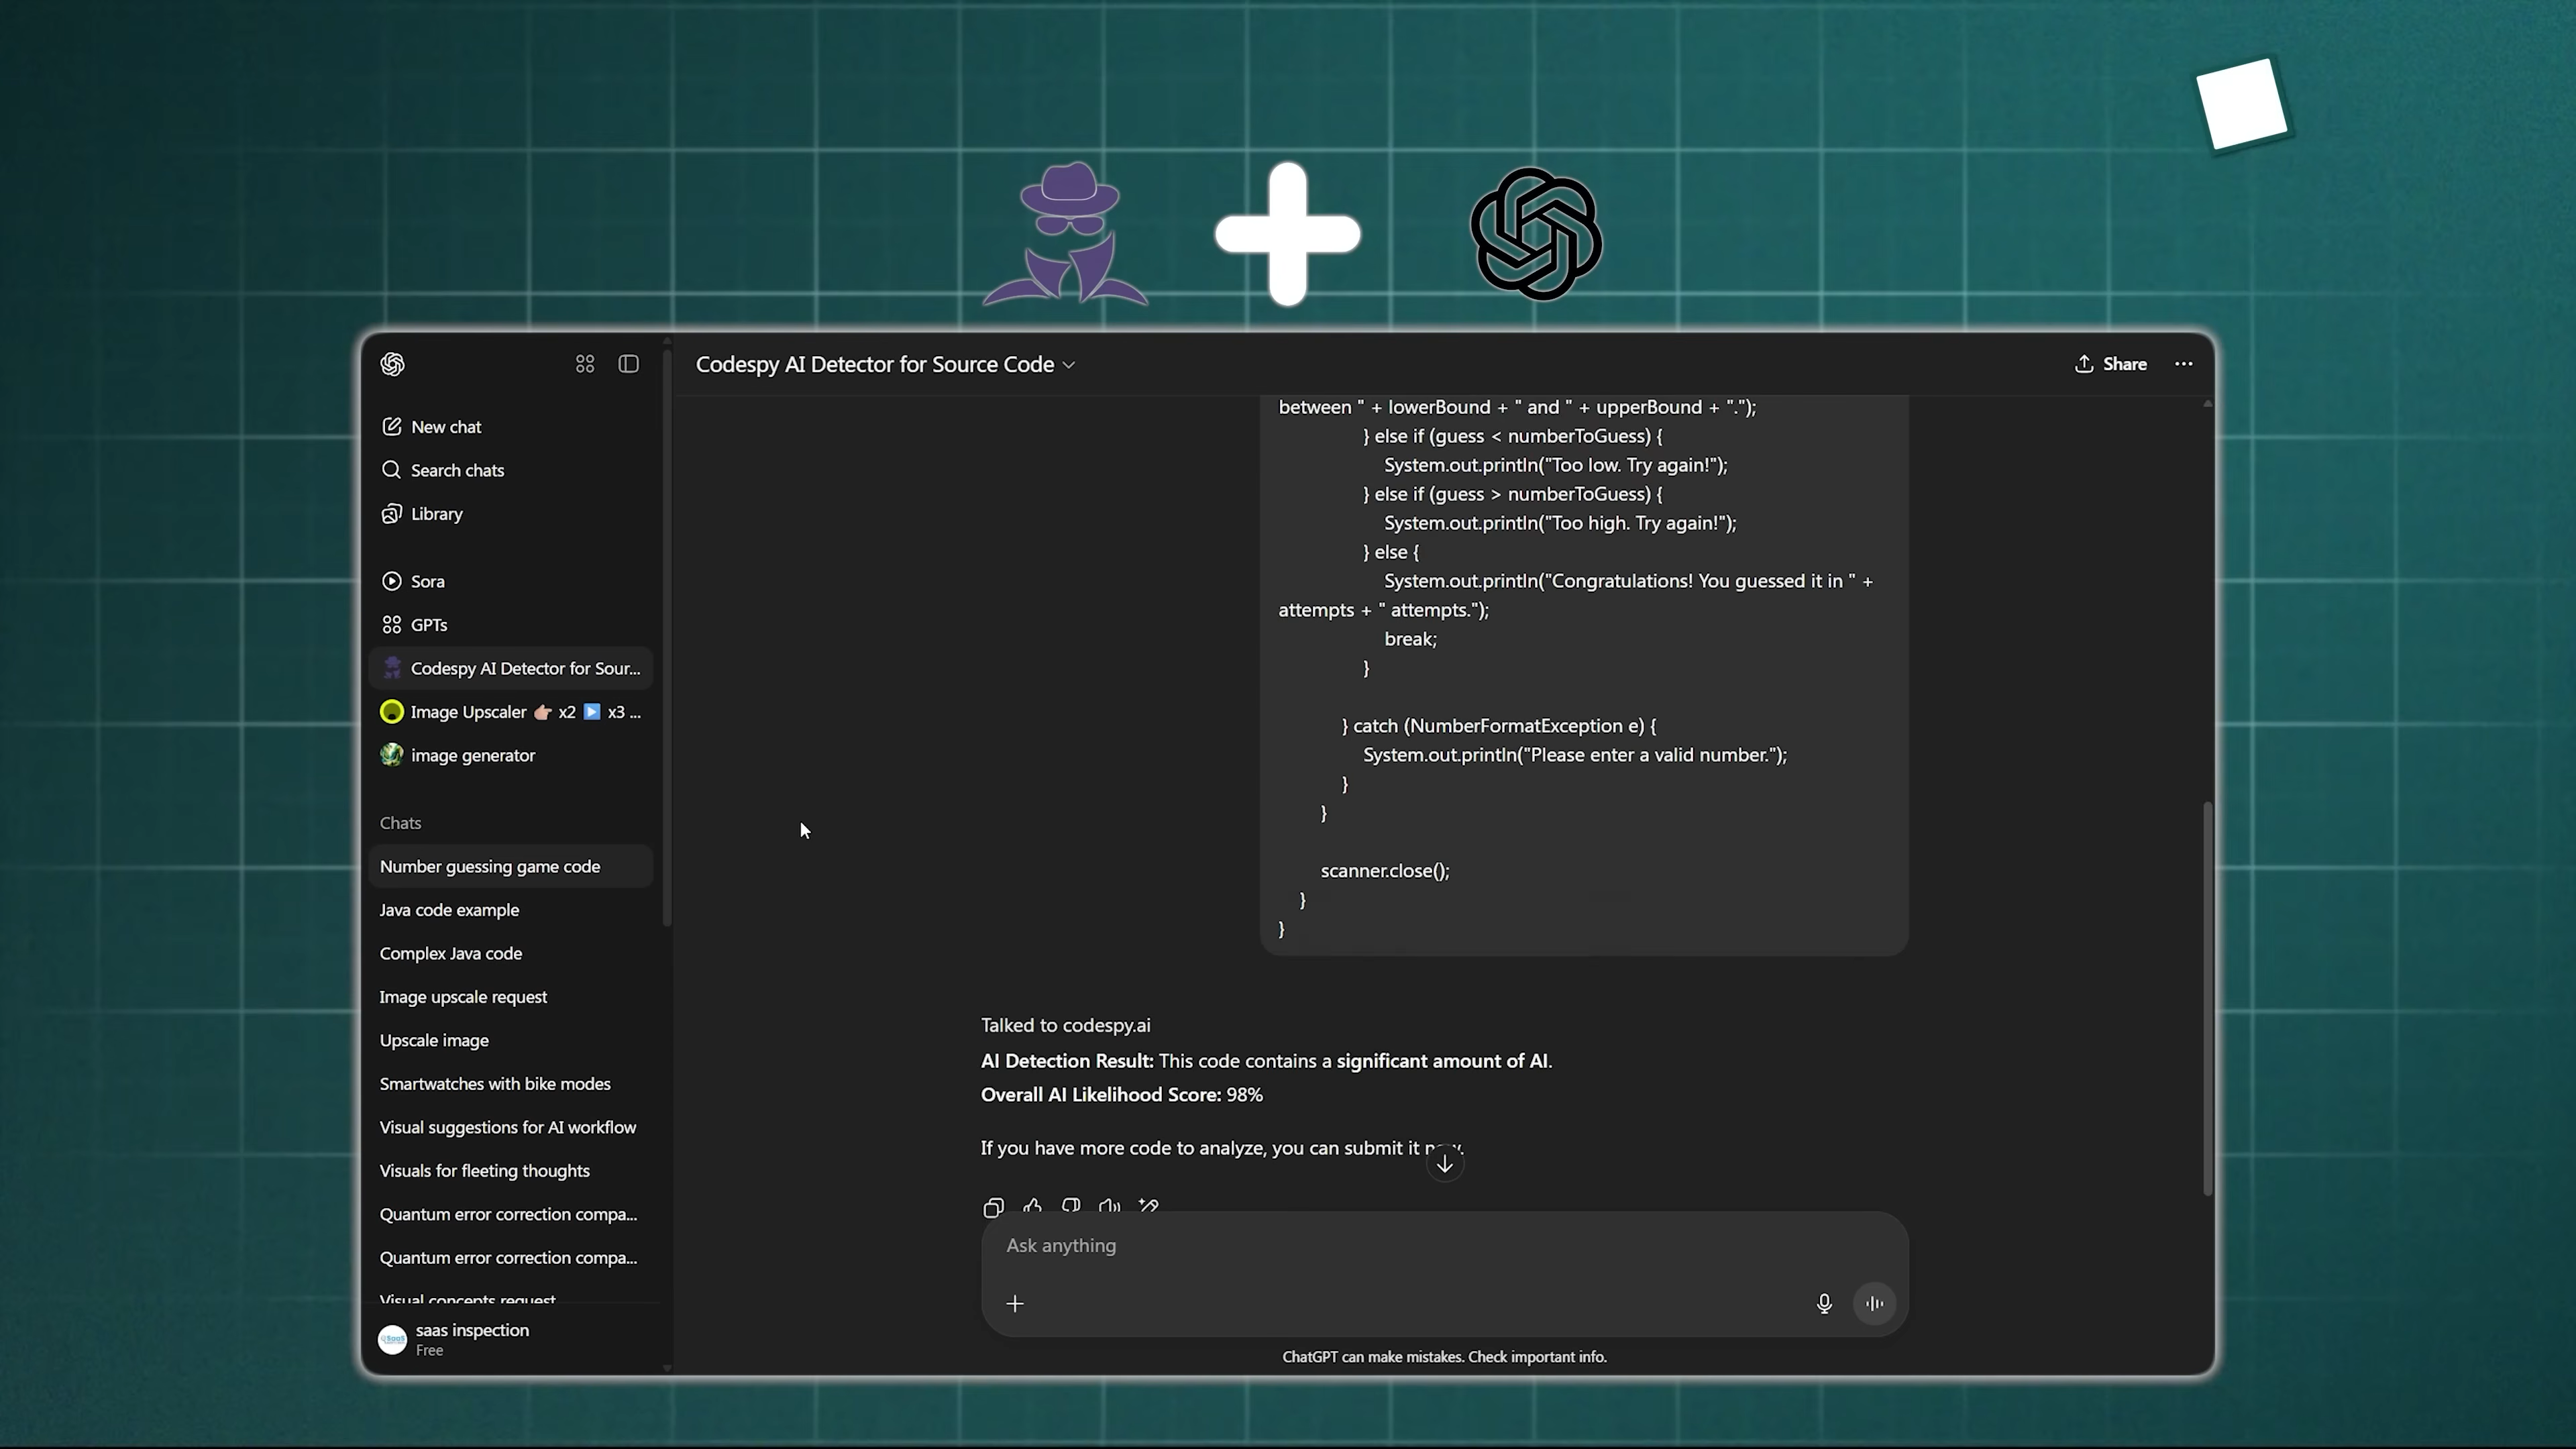 Codespy AI Detector for Source Code
Share
New chat
Search chats
Library
Sora
GPTs
Codespy AI Detector for Sour...
Image Upscaler 👉🏼 x2 ▶️ x3 ...
image generator
Chats
Number guessing game code
Java code example
Complex Java code
Image upscale request
Upscale image
Smartwatches with bike modes
Visual suggestions for AI workflow
Visuals for fleeting thoughts
Quantum error correction compa...
Quantum error correction compa...
Visual concepts request
saas inspection
Free
between " + lowerBound + " and " + upperBound + ".");
} else if (guess < numberToGuess) {
System.out.println("Too low. Try again!");
} else if (guess > numberToGuess) {
System.out.println("Too high. Try again!");
} else {
System.out.println("Congratulations! You guessed it in " +
attempts + " attempts.");
break;
}
} catch (NumberFormatException e) {
System.out.println("Please enter a valid number.");
}
}
scanner.close();
}
}
Talked to codespy.ai
AI Detection Result: This code contains a significant amount of AI.
Overall AI Likelihood Score: 98%
If you have more code to analyze, you can submit it now.
Ask anything
ChatGPT can make mistakes. Check important info.